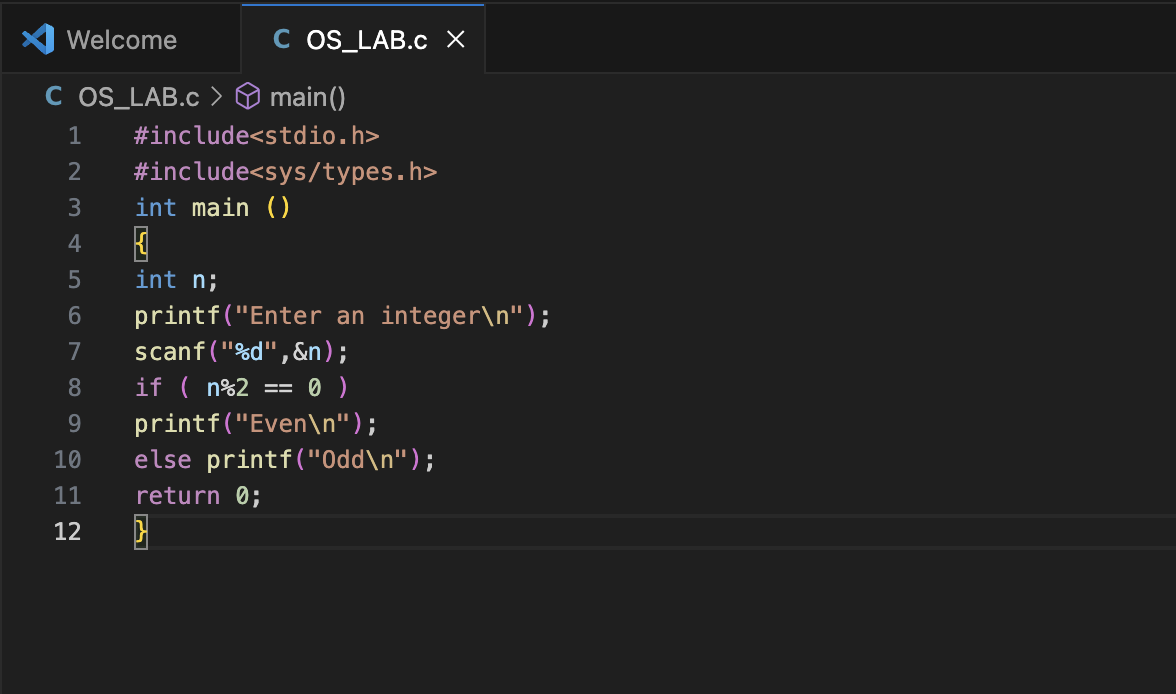 Welcome
C OS_LAB.c ×
C OS_LAB.c > main()
1 #include<stdio.h>
2 #include<sys/types.h>
3 int main ()
4 {
5 int n;
6 printf("Enter an integer\n");
7 scanf("%d",&n);
8 if ( n%2 == 0 )
9 printf("Even\n");
10 else printf("Odd\n");
11 return 0;
12 }